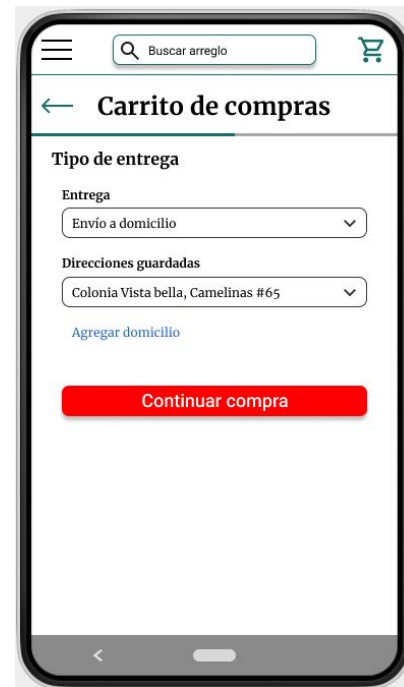 Buscar arreglo
Carrito de compras
Tipo de entrega
Entrega
Envío a domicilio
Direcciones guardadas
Colonia Vista bella, Camelinas #65
Agregar domicilio
Continuar compra